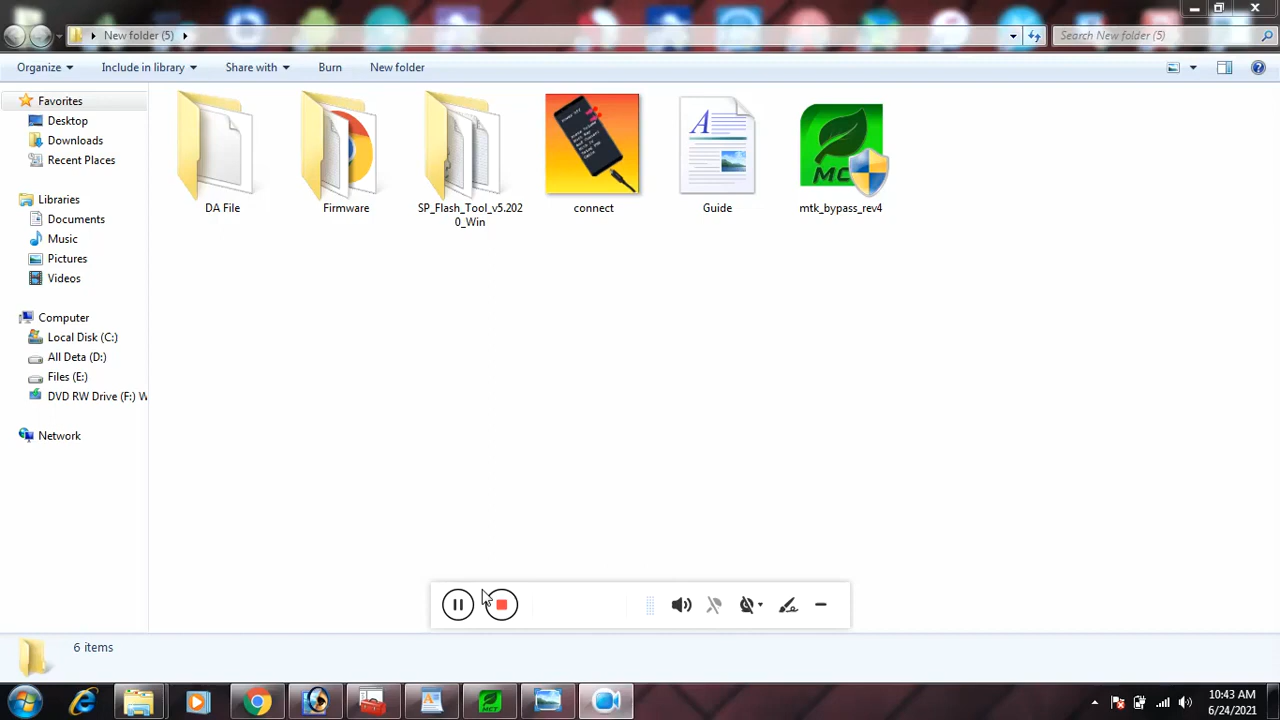 New folder (5)
Search New folder (5)
Organize
Include in library
Share with
Burn
New folder
Favorites
Desktop
Downloads
Recent Places
Libraries
Documents
Music
Pictures
Videos
Computer
Local Disk (C:)
All Deta (D:)
Files (E:)
DVD RW Drive (F:) W
Network
DA File
Firmware
SP_Flash_Tool_v5.202
0_Win
connect
Guide
MCT
mtk_bypass_rev4
6 items
MCT
10:43 AM
6/24/2021